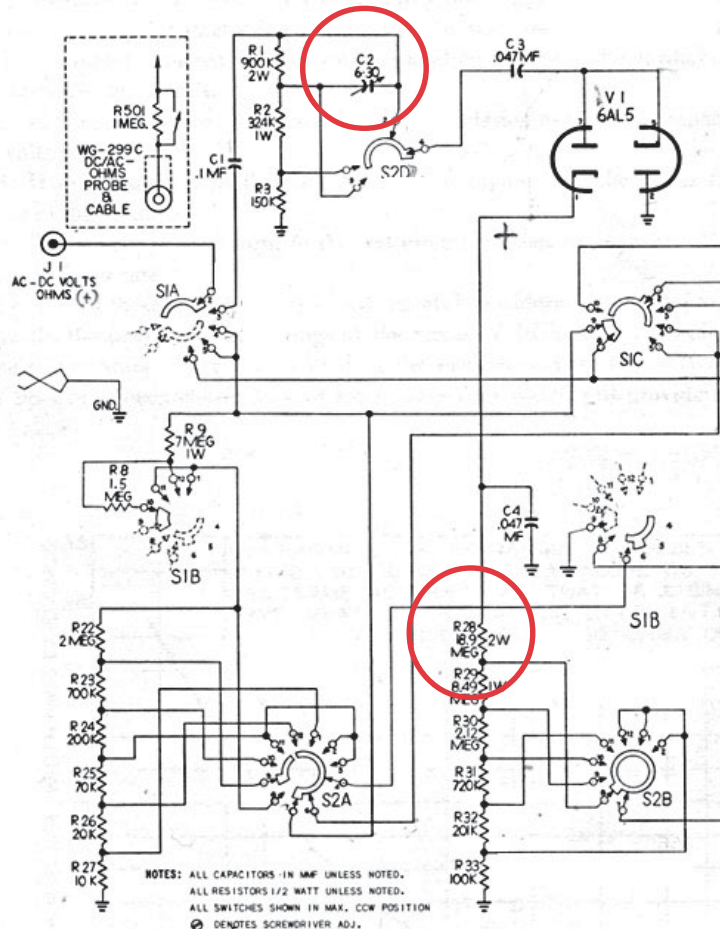 R501
1 MEG.
WG-299C
DC/AC-
OHMS
PROBE
&
CABLE
J1
AC-DC VOLTS
OHMS (+)
R1
900K
2W
C2
6-30
C3
.047MF
V1
6AL5
R2
324K
1W
S2D
C1
.1MF
R3
150K
S1A
S1C
GND.
R9
7MEG
1W
R8
1.5
MEG
S1B
C4
.047
MF
S1B
R22
2 MEG
R23
700K
R24
200K
R25
70K
R26
20K
R27
10K
S2A
R28
18.9
MEG
2W
R29
8.49
MEG
1W
R30
2.12
MEG
R31
720K
R32
201K
R33
100K
S2B
NOTES: ALL CAPACITORS IN MMF UNLESS NOTED.
ALL RESISTORS 1/2 WATT UNLESS NOTED.
ALL SWITCHES SHOWN IN MAX. CCW POSITION
DENOTES SCREWDRIVER ADJ.